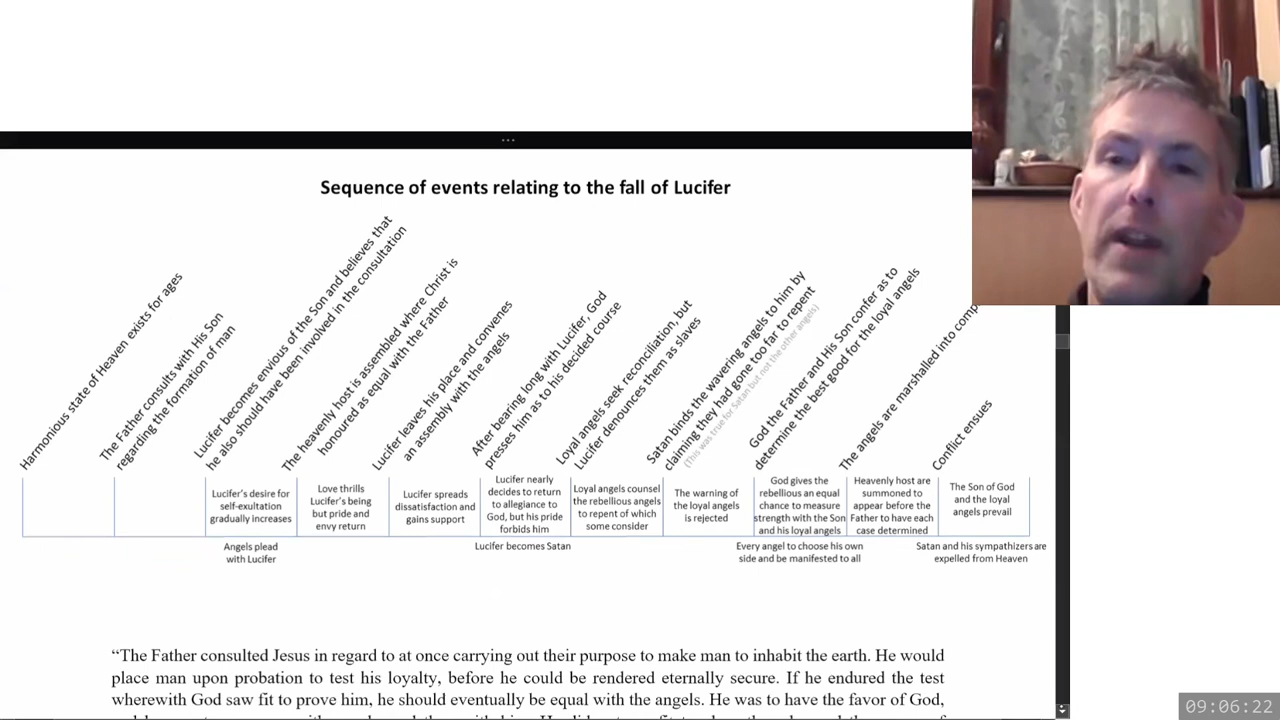 Sequence of events relating to the fall of Lucifer
Harmonious state of Heaven exists for ages
The Father consults with His Son
regarding the formation of man
Lucifer becomes envious of the Son and believes that
he also should have been involved in the consultation
The heavenly host is assembled where Christ is
honoured as equal with the Father
Lucifer leaves his place and convenes
an assembly with the angels
After bearing long with Lucifer, God
presses him as to his decided course
Loyal angels seek reconciliation, but
Lucifer denounces them as slaves
Satan binds the wavering angels to him by
claiming they had gone too far to repent
(This was true for Satan but not the other angels)
God the Father and His Son confer as to
determine the best good for the loyal angels
The angels are marshalled into comp
Conflict ensues
Lucifer's desire for
self-exultation
gradually increases
Love thrills
Lucifer's being
but pride and
envy return
Lucifer spreads
dissatisfaction and
gains support
Lucifer nearly
decides to return
to allegiance to
God, but his pride
forbids him
Loyal angels counsel
the rebellious angels
to repent of which
some consider
The warning of
the loyal angels
is rejected
God gives the
rebellious an equal
chance to measure
strength with the Son
and his loyal angels
Heavenly host are
summoned to
appear before the
Father to have each
case determined
The Son of God
and the loyal
angels prevail
Angels plead
with Lucifer
Lucifer becomes Satan
Every angel to choose his own
side and be manifested to all
Satan and his sympathizers are
expelled from Heaven
“The Father consulted Jesus in regard to at once carrying out their purpose to make man to inhabit the earth. He would
place man upon probation to test his loyalty, before he could be rendered eternally secure. If he endured the test
wherewith God saw fit to prove him, he should eventually be equal with the angels. He was to have the favor of God,
09:06:22